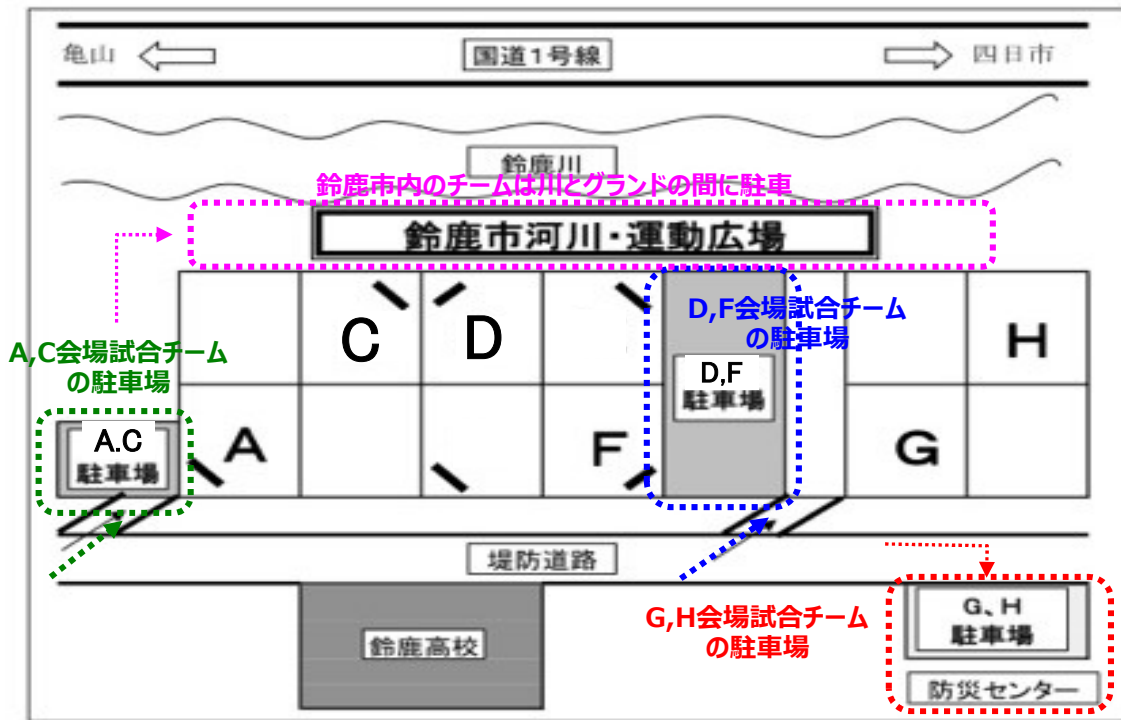 亀山
国道1号線
四日市
鈴鹿川
鈴鹿市内のチームは川とグランドの間に駐車
鈴鹿市河川・運動広場
A,C会場試合チーム
の駐車場
C
D
D,F会場試合チーム
の駐車場
H
D,F
駐車場
A.C
駐車場
A
F
G
堤防道路
G,H会場試合チーム
の駐車場
G、H
駐車場
鈴鹿高校
防災センター